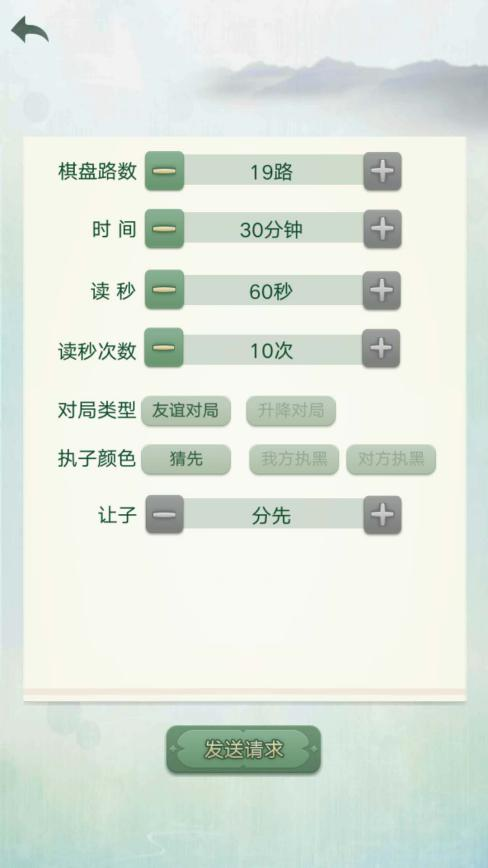 棋盘路数 19路
时间 30分钟
读秒 60秒
读秒次数 10次
对局类型 友谊对局 升降对局
执子颜色 猜先 我方执黑 对方执黑
让子 分先
发送请求